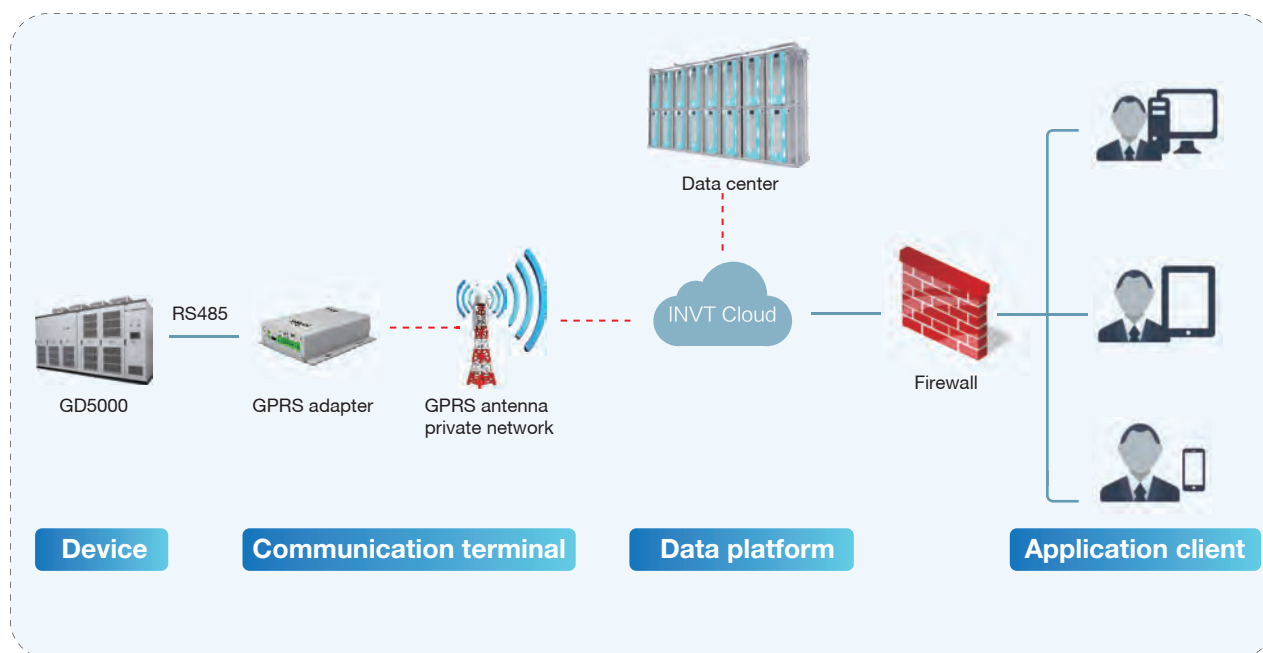 Data center
RS485
INVT Cloud
GD5000
GPRS adapter
GPRS antenna
private network
Firewall
Device
Communication terminal
Data platform
Application client